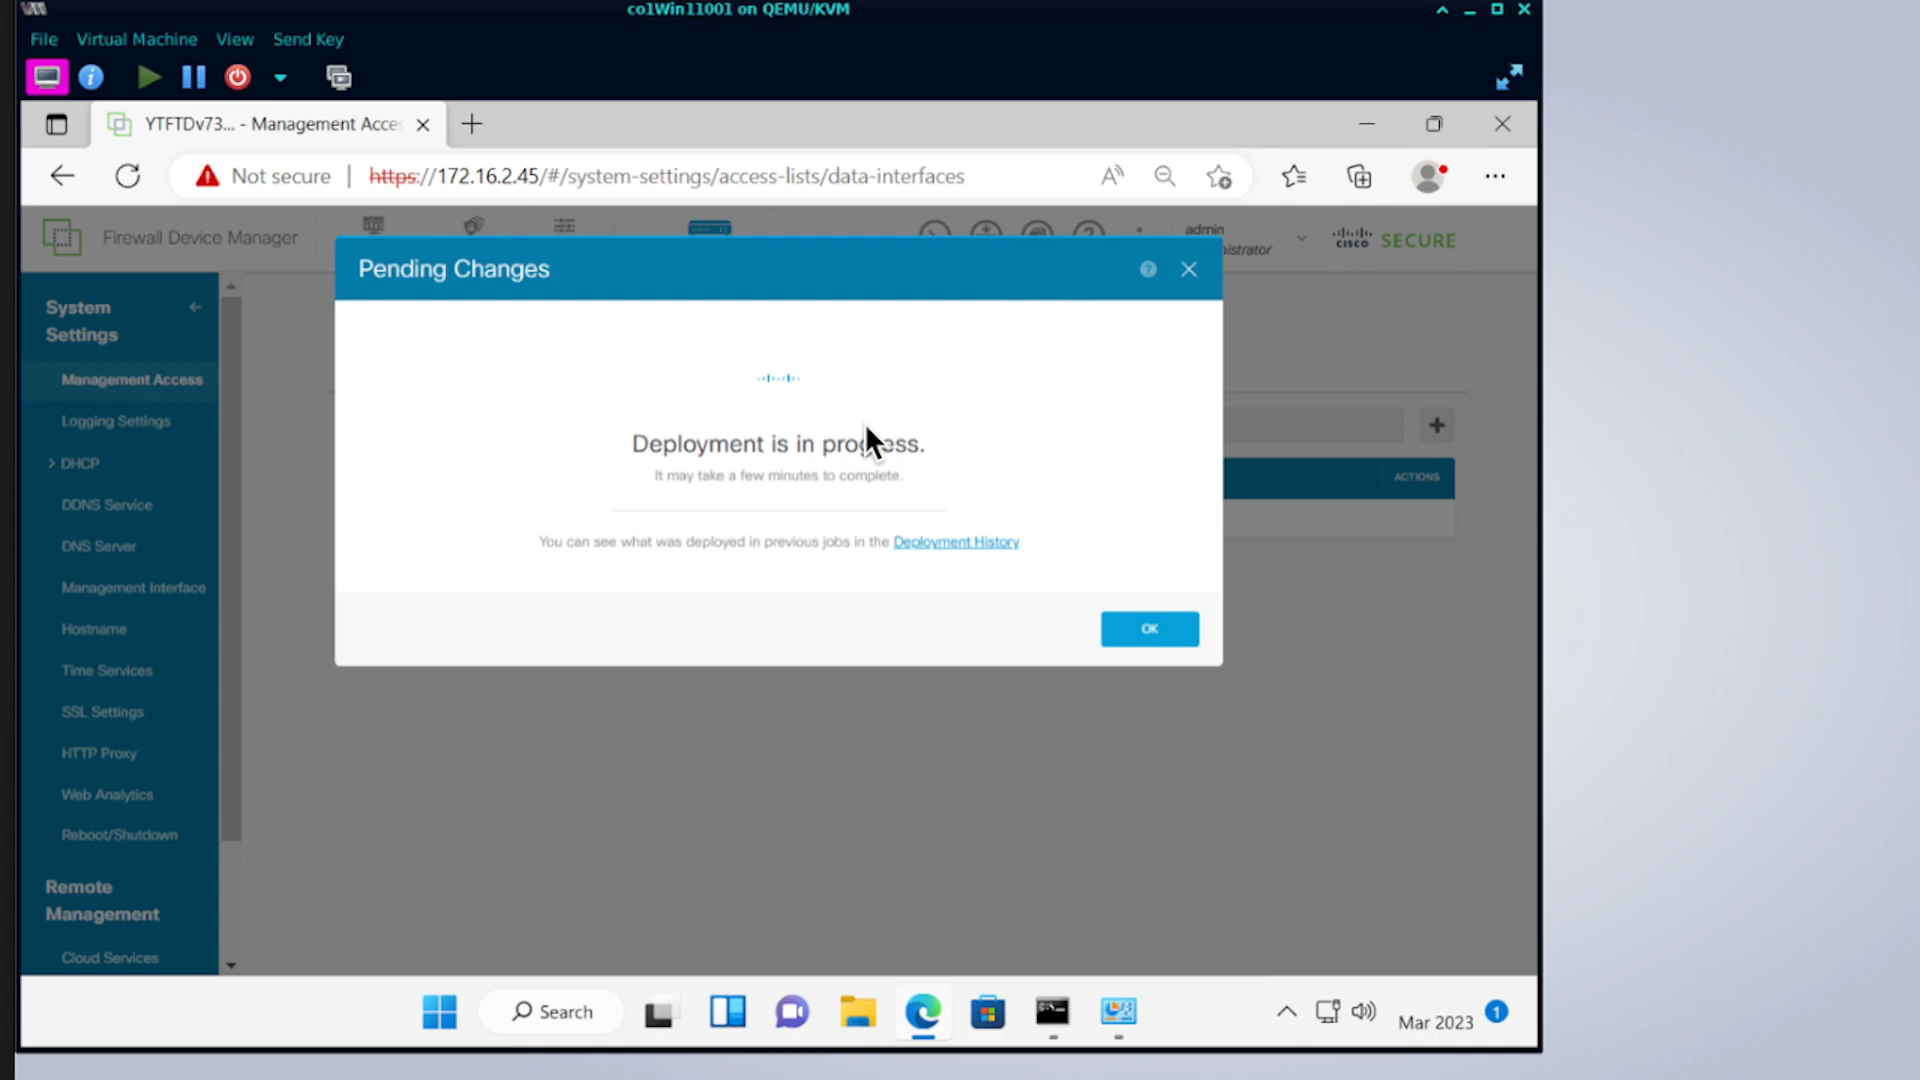 co1Win11001 on QEMU/KVM
File Virtual Machine View Send Key
YTFTDv73... - Management Acce
Not secure | https://172.16.2.45/#/system-settings/access-lists/data-interfaces
Firewall Device Manager
admin
istrator
cisco SECURE
Pending Changes
System
Settings
Management Access
Logging Settings
DHCP
DDNS Service
DNS Server
Management Interface
Hostname
Time Services
SSL Settings
HTTP Proxy
Web Analytics
Reboot/Shutdown
Remote
Management
Cloud Services
Deployment is in progress.
It may take a few minutes to complete.
You can see what was deployed in previous jobs in the Deployment History
OK
ACTIONS
Search
Mar 2023
1